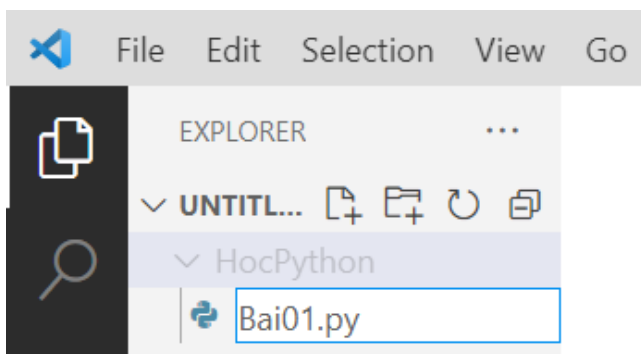 File Edit Selection View Go
EXPLORER ...
UNTITL...
HocPython
Bai01.py